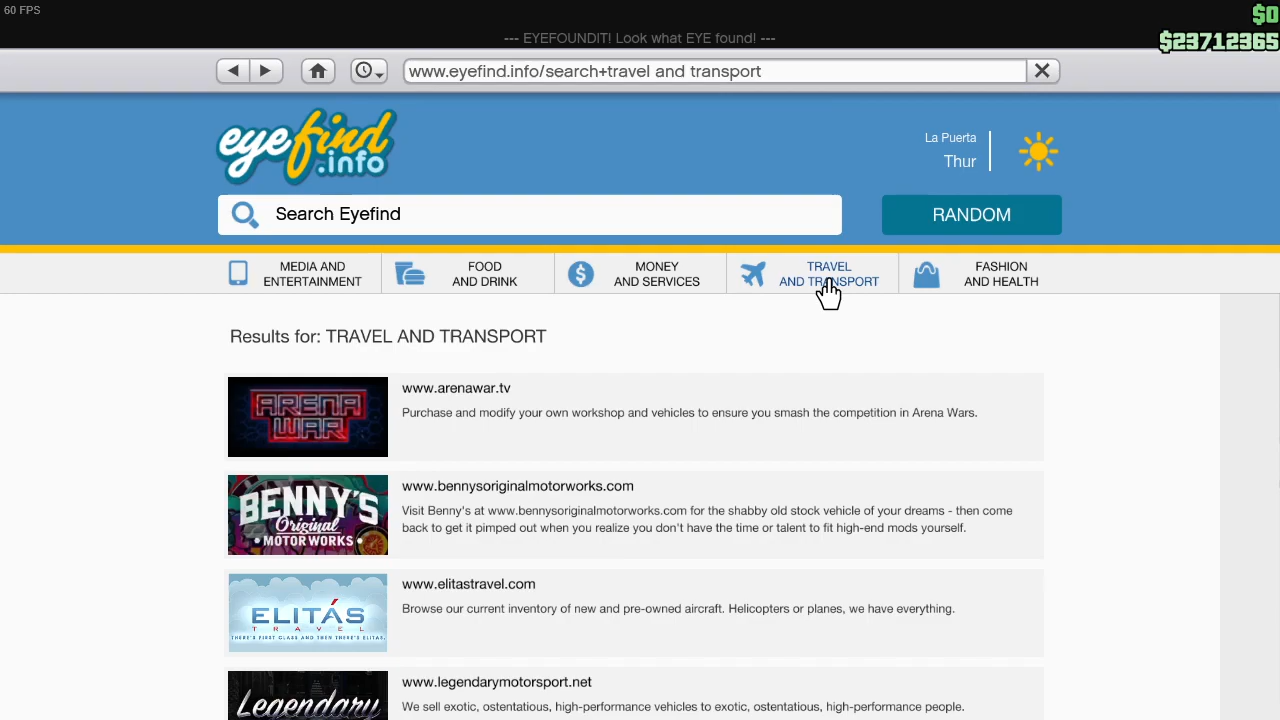 60 FPS
$0
--- EYEFOUNDIT! Look what EYE found! ---
$23712365
www.eyefind.info/search+travel and transport
eyefind
.info
La Puerta
Thur
Search Eyefind
RANDOM
MEDIA AND
ENTERTAINMENT
FOOD
AND DRINK
MONEY
AND SERVICES
TRAVEL
AND TRANSPORT
FASHION
AND HEALTH
Results for: TRAVEL AND TRANSPORT
ARENA
WAR
www.arenawar.tv
Purchase and modify your own workshop and vehicles to ensure you smash the competition in Arena Wars.
BENNY'S
Original
• MOTOR WORKS •
www.bennysoriginalmotorworks.com
Visit Benny's at www.bennysoriginalmotorworks.com for the shabby old stock vehicle of your dreams - then come
back to get it pimped out when you realize you don't have the time or talent to fit high-end mods yourself.
ELITÁS
TRAVEL
THERE'S FIRST CLASS AND THEN THERE'S ELITAS.
www.elitastravel.com
Browse our current inventory of new and pre-owned aircraft. Helicopters or planes, we have everything.
Legendary
www.legendarymotorsport.net
We sell exotic, ostentatious, high-performance vehicles to exotic, ostentatious, high-performance people.